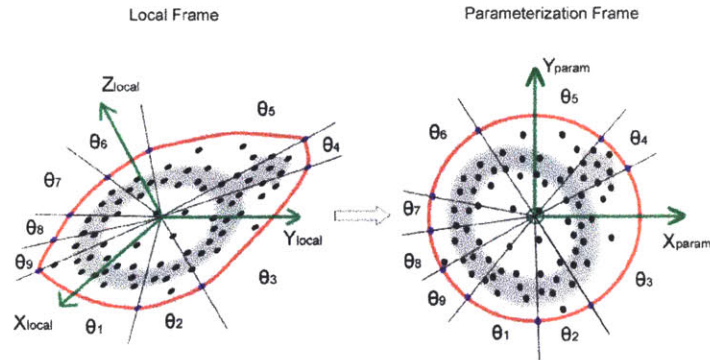 Local Frame
Parameterization Frame
Zlocal
Yparam
θ5
θ5
θ6
θ4
θ6
θ4
θ7
θ7
Ylocal
Xparam
θ8
θ8
θ3
θ3
θ9
θ9
Xlocal
θ1
θ2
θ1
θ2